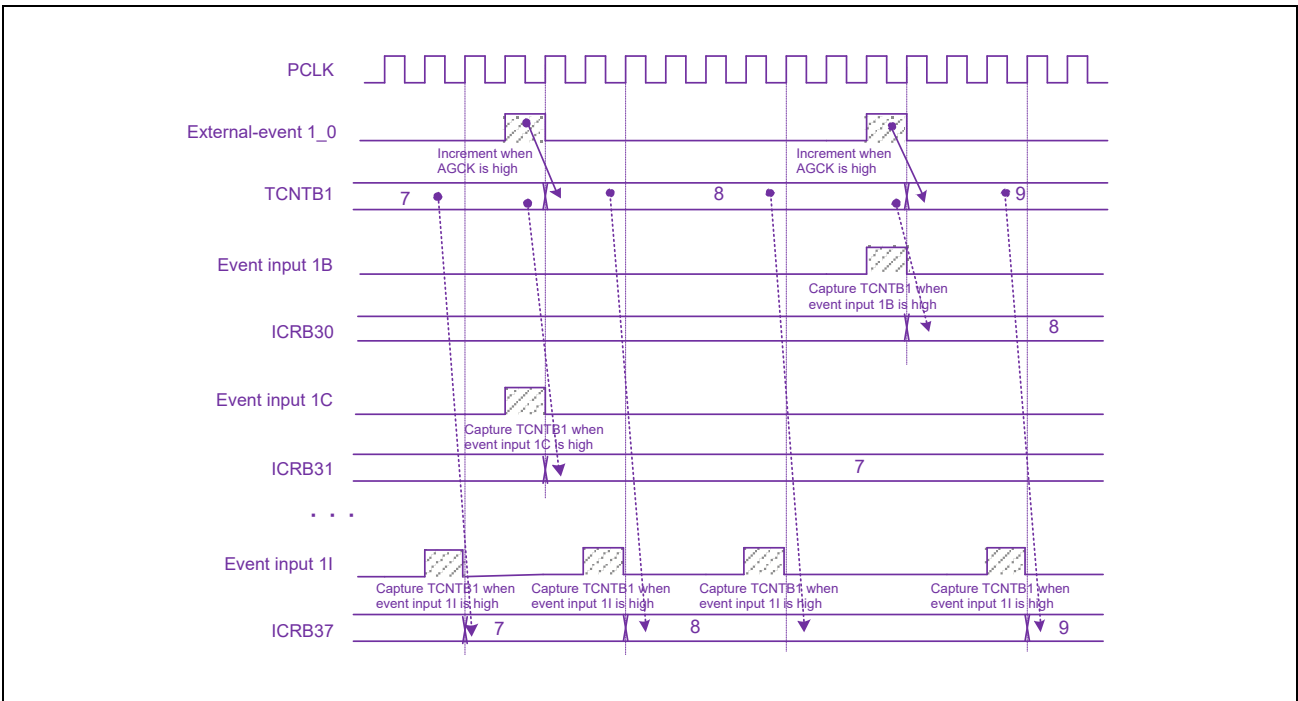 PCLK
External-event 1_0
Increment when
AGCK is high
Increment when
AGCK is high
TCNTB1
7
8
9
Event input 1B
Capture TCNTB1 when
event input 1B is high
ICRB30
8
Event input 1C
Capture TCNTB1 when
event input 1C is high
ICRB31
7
. . .
Event input 1I
Capture TCNTB1 when
event input 1I is high
Capture TCNTB1 when
event input 1I is high
Capture TCNTB1 when
event input 1I is high
Capture TCNTB1 when
event input 1I is high
ICRB37
7
8
9